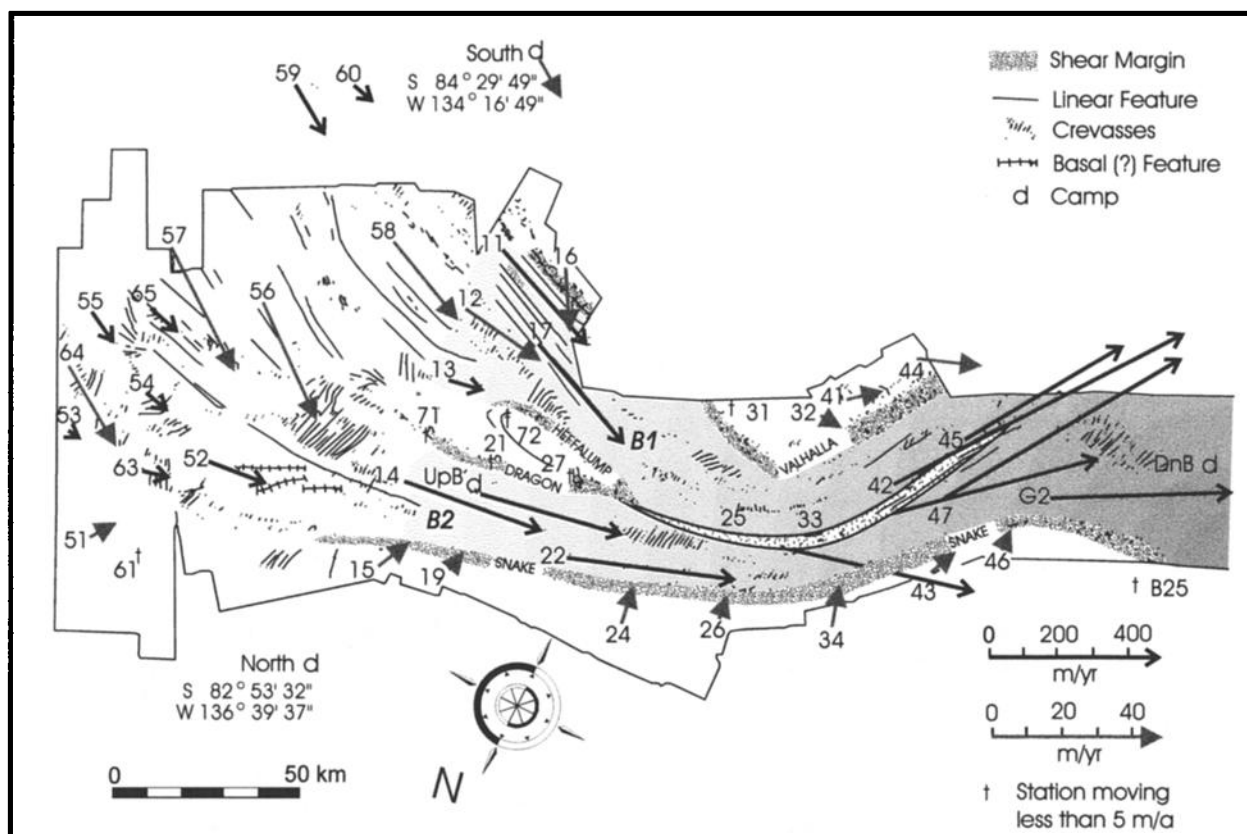 South d
S 84° 29' 49"
W 134° 16' 49"
59
60
Shear Margin
Linear Feature
Crevasses
Basal (?) Feature
d Camp
57
58
11
16
56
12
17
55
65
64
13
54
53
63
52
71
21
72
27
HEFFALUMP
DRAGON
B1
14
UpB d
B2
51
61†
15
19
SNAKE
22
24
26
34
25
33
† 31
32
41
44
VALHALLA
45
42
47
G2
DnB d
SNAKE
46
43
† B25
North d
S 82° 53' 32"
W 136° 39' 37"
N
0 50 km
0 200 400
m/yr
0 20 40
m/yr
† Station moving
less than 5 m/a